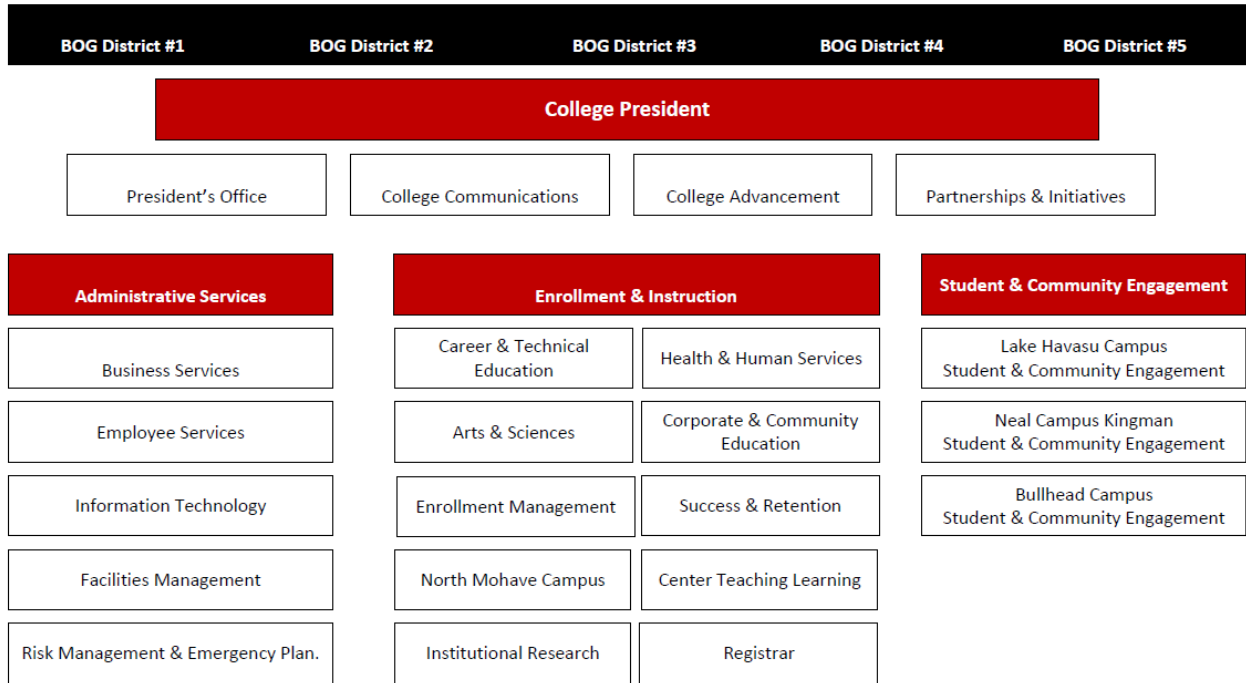 BOG District #1 BOG District #2 BOG District #3 BOG District #4 BOG District #5
College President
President’s Office College Communications College Advancement Partnerships & Initiatives
Administrative Services
Business Services
Employee Services
Information Technology
Facilities Management
Risk Management & Emergency Plan.
Enrollment & Instruction
Career & Technical
Education
Health & Human Services
Arts & Sciences
Corporate & Community
Education
Enrollment Management
Success & Retention
North Mohave Campus
Center Teaching Learning
Institutional Research
Registrar
Student & Community Engagement
Lake Havasu Campus
Student & Community Engagement
Neal Campus Kingman
Student & Community Engagement
Bullhead Campus
Student & Community Engagement